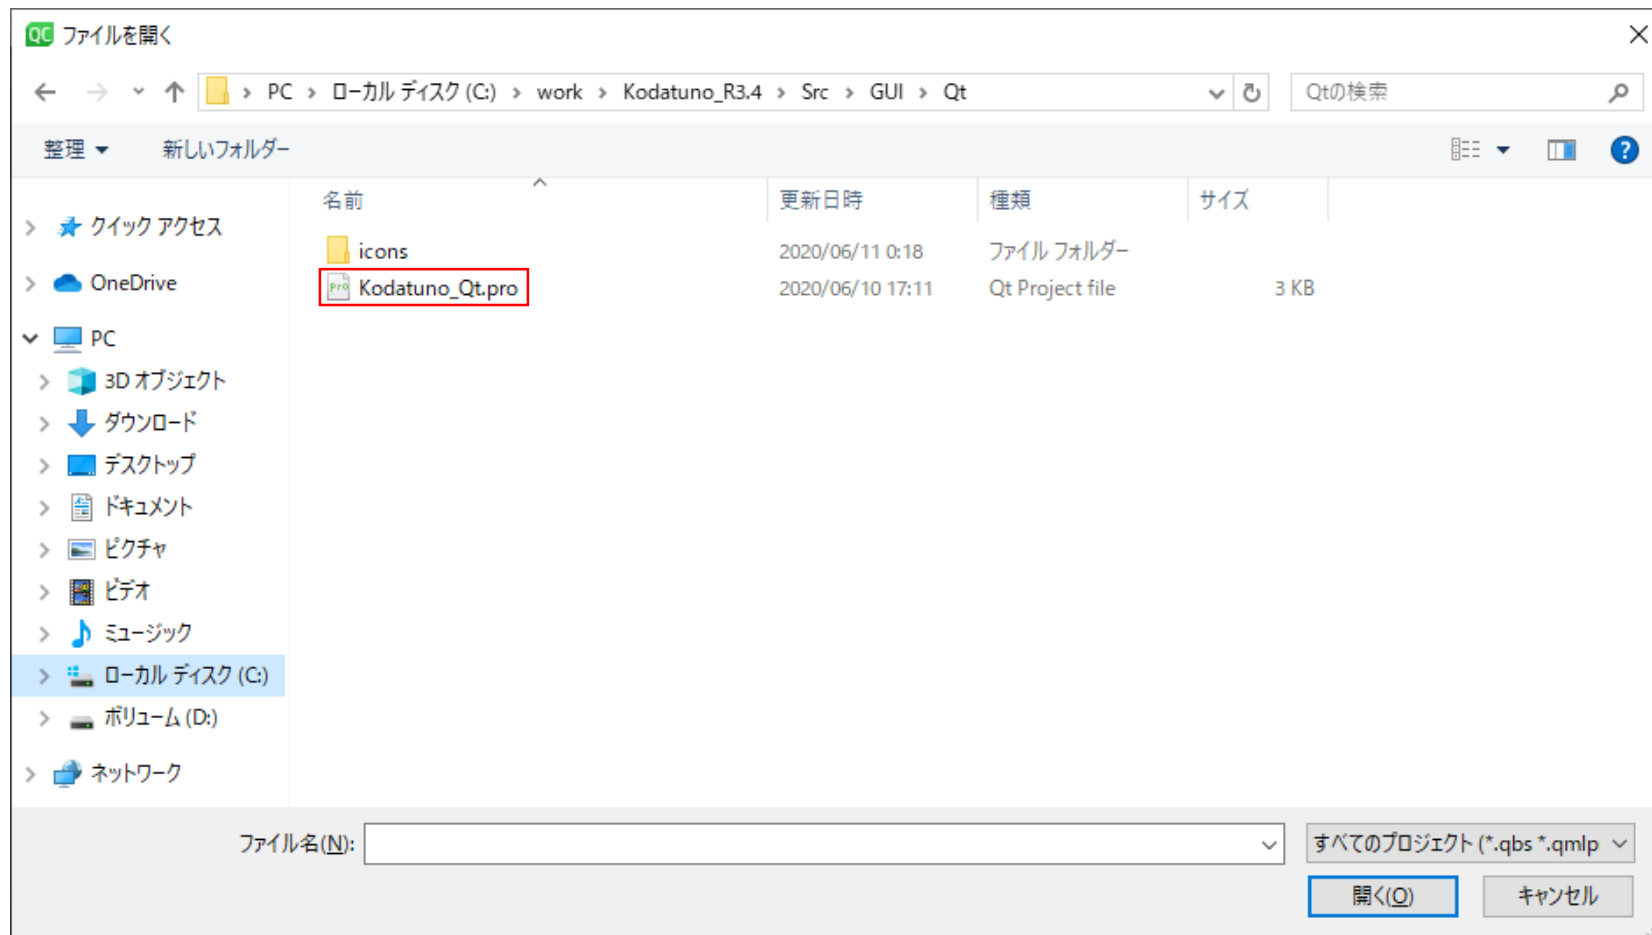 QC ファイルを開く
PC › ローカル ディスク (C:) › work › Kodatuno_R3.4 › Src › GUI › Qt
Qtの検索
整理
新しいフォルダー
?
名前 更新日時 種類 サイズ
クイック アクセス
OneDrive
PC
3D オブジェクト
ダウンロード
デスクトップ
ドキュメント
ピクチャ
ビデオ
ミュージック
ローカル ディスク (C:)
ボリューム (D:)
ネットワーク
icons 2020/06/11 0:18 ファイル フォルダー
Pro Kodatuno_Qt.pro 2020/06/10 17:11 Qt Project file 3 KB
ファイル名(N):
すべてのプロジェクト (*.qbs *.qmlp
開く(O)
キャンセル